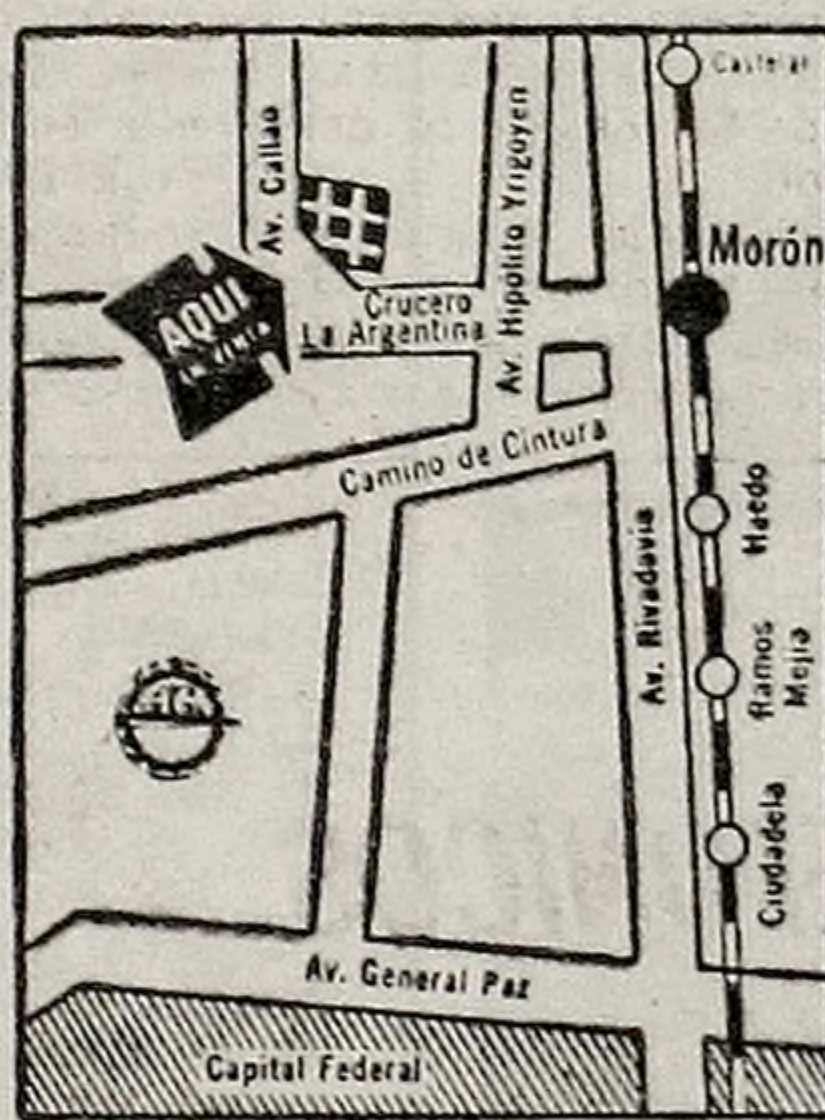 Castelar
Av. Callao
Av. Hipólito Yrigoyen
Morón
AQUI
Crucero
La Argentina
Camino de Cintura
Haedo
Av. Rivadavia
Ramos
Mejía
Ciudadela
Av. General Paz
Capital Federal